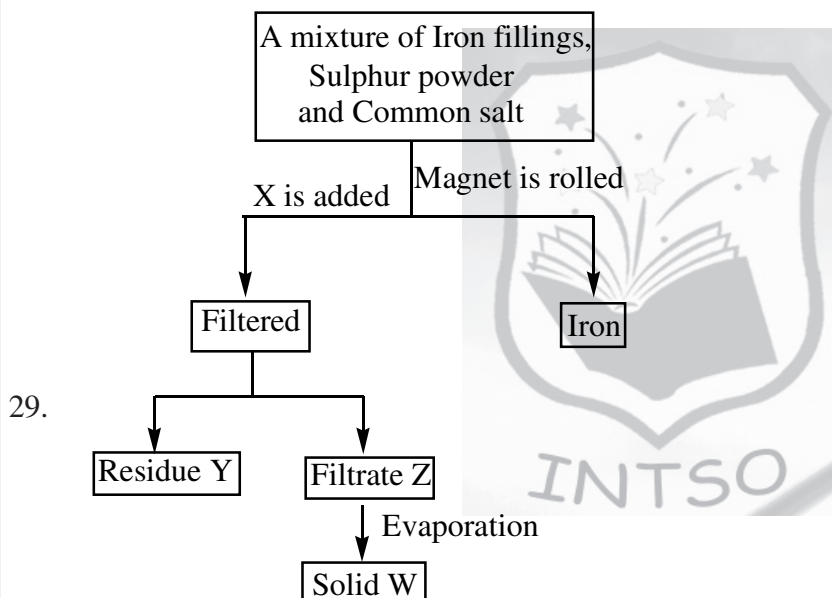 A mixture of Iron fillings,
Sulphur powder
and Common salt
X is added
Magnet is rolled
Filtered
Iron
29.
Residue Y
Filtrate Z
INTSO
Evaporation
Solid W